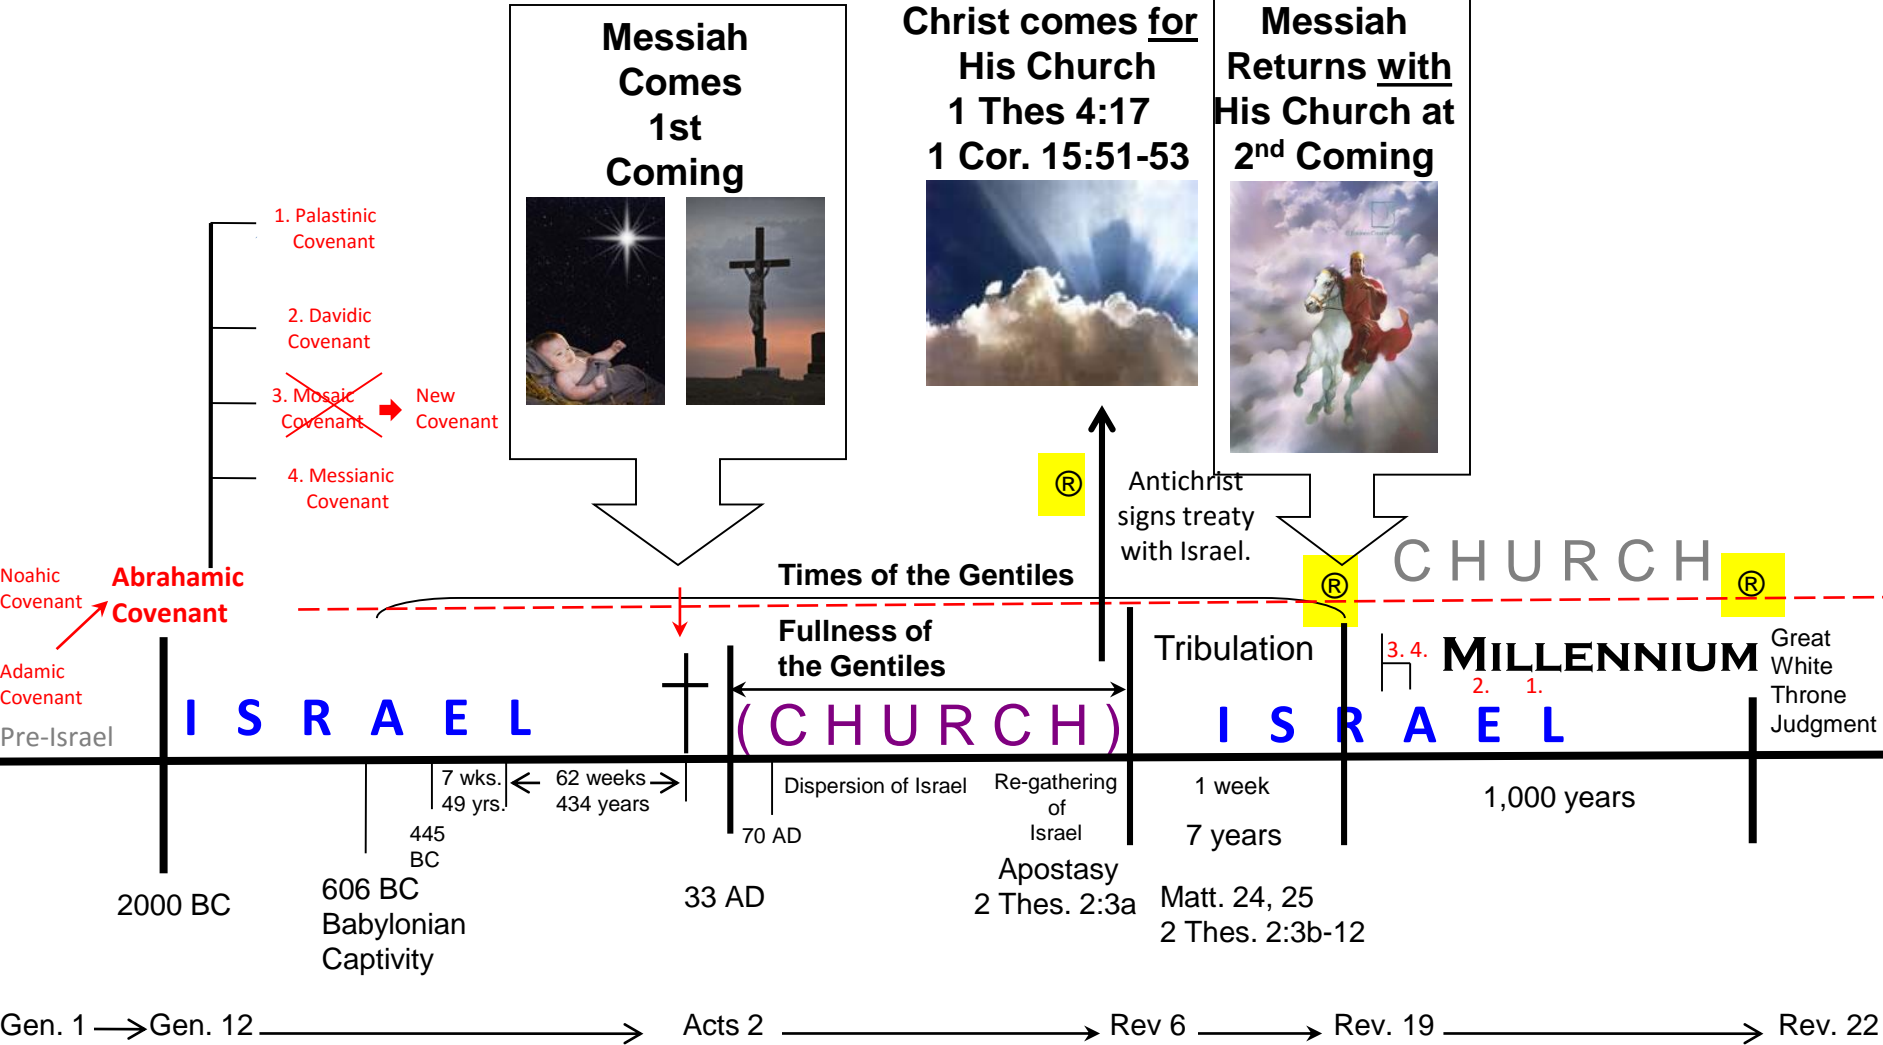 Messiah
Comes
1st
Coming
Christ comes for
His Church
1 Thes 4:17
1 Cor. 15:51-53
Messiah
Returns with
His Church at
2nd Coming
1. Palastinic
Covenant
2. Davidic
Covenant
3. Mosaic
Covenant
New
Covenant
4. Messianic
Covenant
®
Antichrist
signs treaty
with Israel.
Noahic
Covenant
Abrahamic
Covenant
Adamic
Covenant
Pre-Israel
Times of the Gentiles
Fullness of
the Gentiles
®
CHURCH
®
Tribulation
3. 4.
MILLENNIUM
2. 1.
Great
White
Throne
Judgment
ISRAEL
(CHURCH)
ISRAEL
7 wks.
49 yrs.
62 weeks
434 years
445
BC
606 BC
Babylonian
Captivity
2000 BC
33 AD
70 AD
Dispersion of Israel
Re-gathering
of
Israel
Apostasy
2 Thes. 2:3a
1 week
7 years
Matt. 24, 25
2 Thes. 2:3b-12
1,000 years
Gen. 1
Gen. 12
Acts 2
Rev 6
Rev. 19
Rev. 22